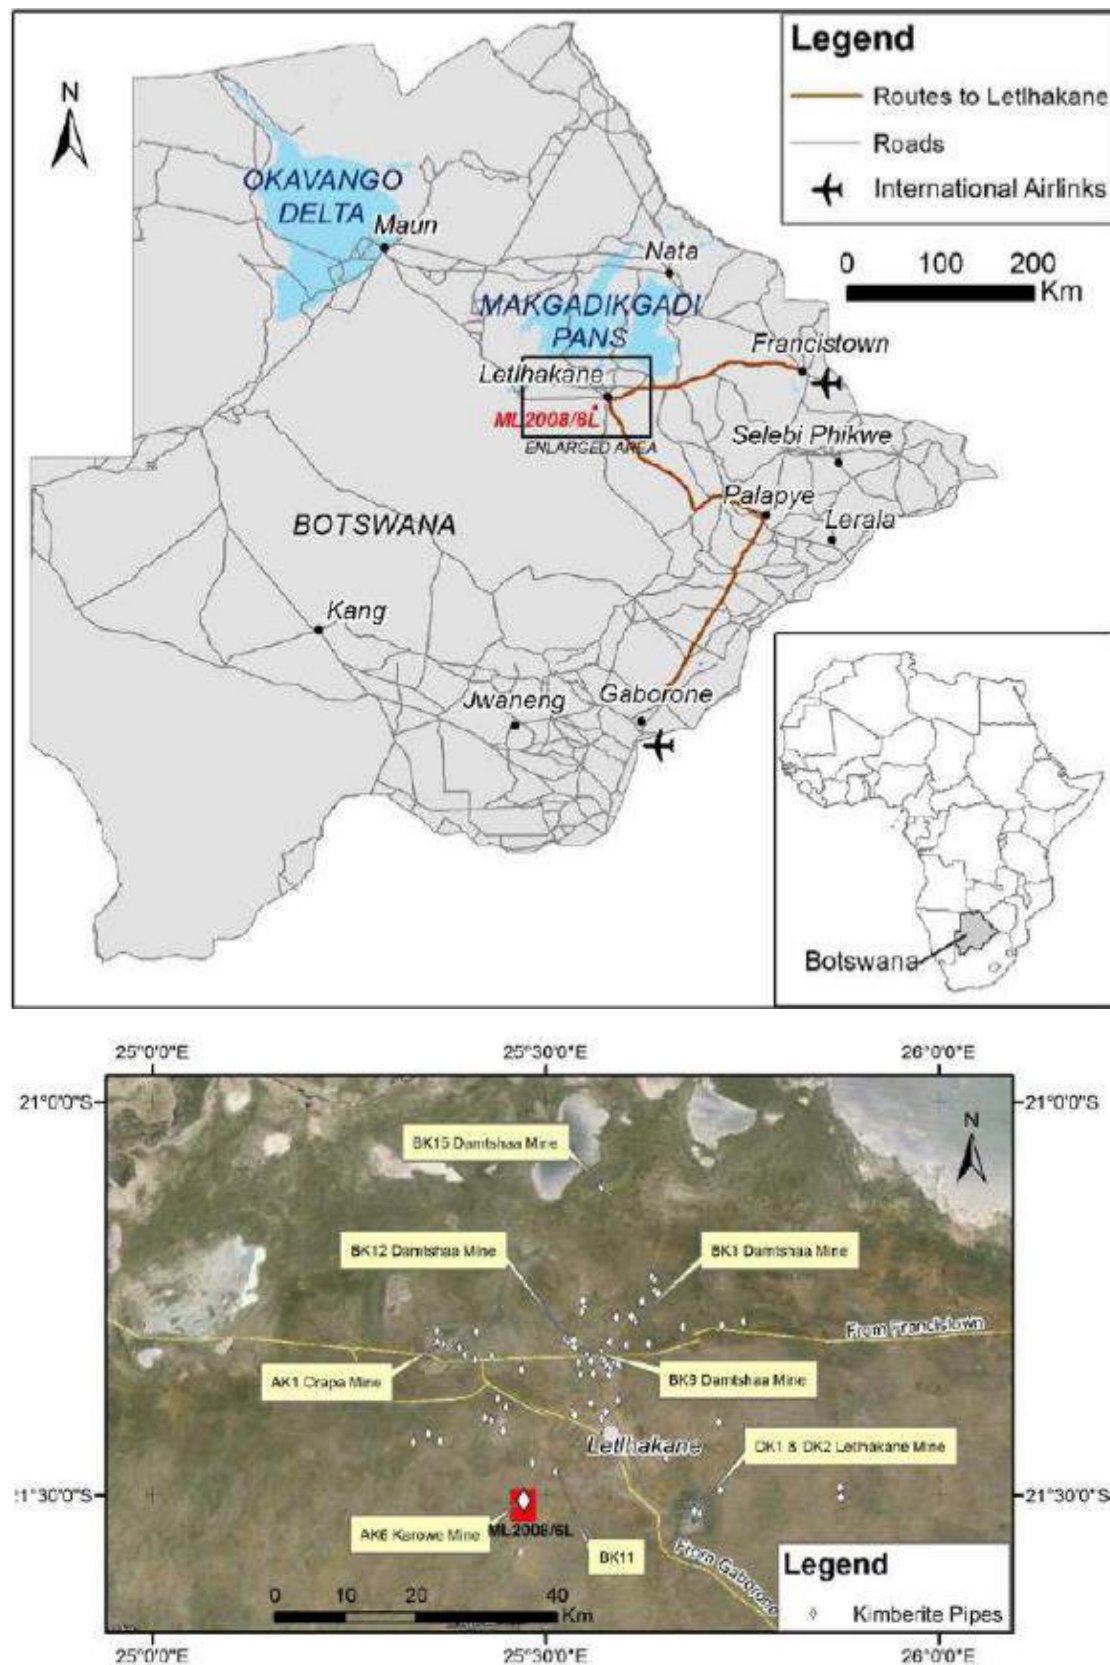 Legend
Routes to Letlhakane
Roads
International Airlinks
0 100 200
Km
N
OKAVANGO
DELTA
Maun
Nata
MAKGADIKGADI
PANS
Francistown
Letlhakane
ML2008/6L
ENLARGED AREA
Selebi Phikwe
Palapye
Lerala
BOTSWANA
Kang
Jwaneng
Gaborone
Botswana
25°0'0"E 25°30'0"E 26°0'0"E
21°0'0"S 21°0'0"S
N
BK15 Damtshaa Mine
BK12 Damtshaa Mine
BK1 Damtshaa Mine
From Francistown
AK1 Orapa Mine
BK9 Damtshaa Mine
Letlhakane
DK1 & DK2 Letlhakane Mine
21°30'0"S 21°30'0"S
AK6 Karowe Mine
ML2008/6L
BK11
From Gaborone
Legend
Kimberite Pipes
0 10 20 40
Km
25°0'0"E 25°30'0"E 26°0'0"E